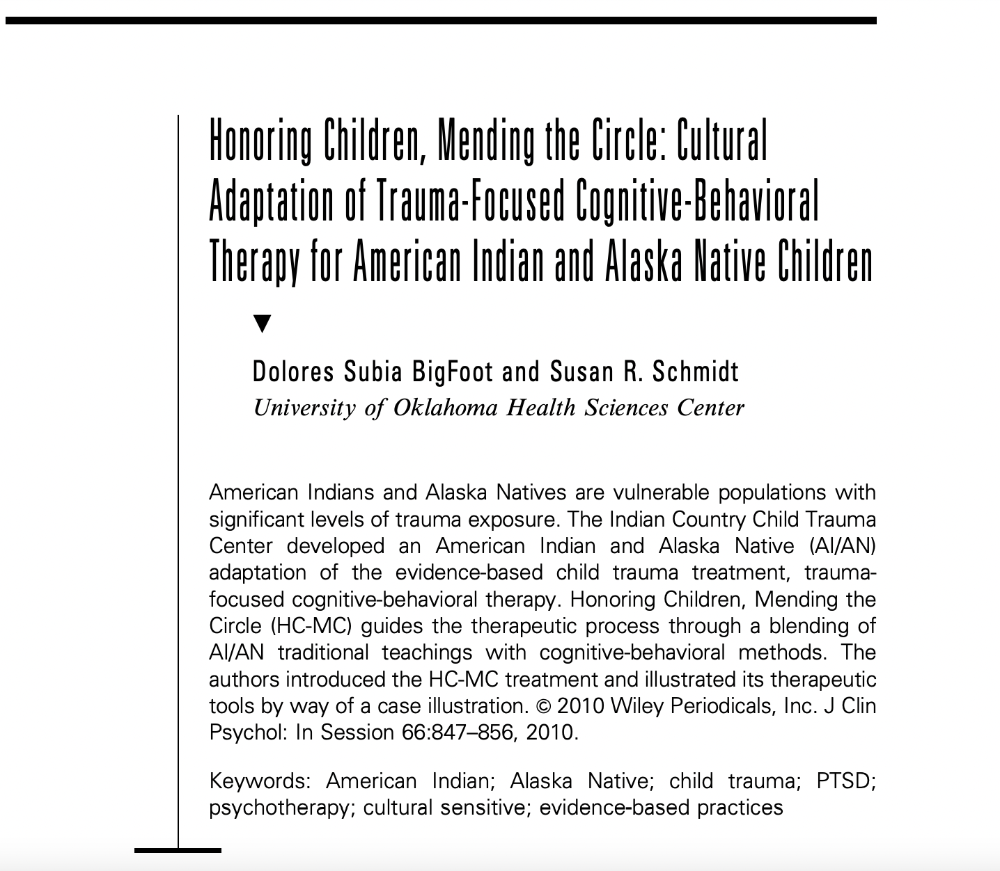 Honoring Children, Mending the Circle: Cultural
Adaptation of Trauma-Focused Cognitive-Behavioral
Therapy for American Indian and Alaska Native Children
Dolores Subia BigFoot and Susan R. Schmidt
University of Oklahoma Health Sciences Center
American Indians and Alaska Natives are vulnerable populations with
significant levels of trauma exposure. The Indian Country Child Trauma
Center developed an American Indian and Alaska Native (AI/AN)
adaptation of the evidence-based child trauma treatment, trauma-
focused cognitive-behavioral therapy. Honoring Children, Mending the
Circle (HC-MC) guides the therapeutic process through a blending of
AI/AN traditional teachings with cognitive-behavioral methods. The
authors introduced the HC-MC treatment and illustrated its therapeutic
tools by way of a case illustration. © 2010 Wiley Periodicals, Inc. J Clin
Psychol: In Session 66:847–856, 2010.
Keywords: American Indian; Alaska Native; child trauma; PTSD;
psychotherapy; cultural sensitive; evidence-based practices